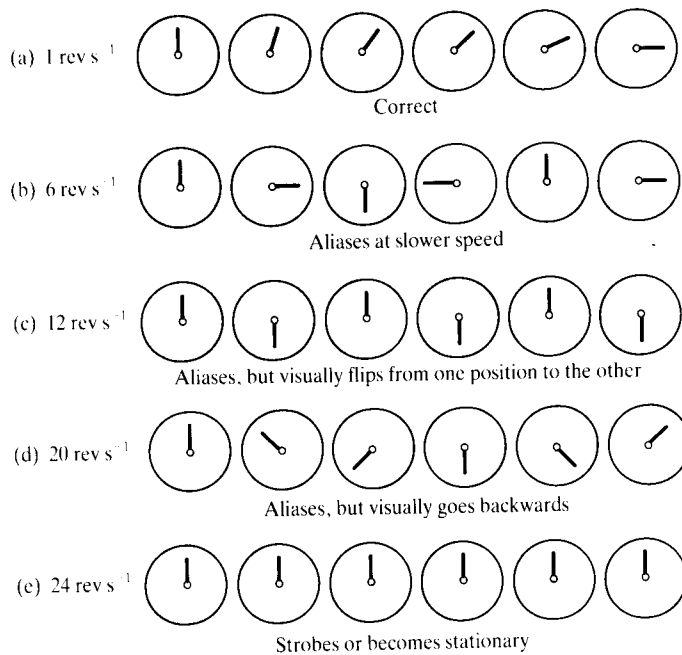 (a) 1 rev s⁻¹
Correct
(b) 6 rev s⁻¹
Aliases at slower speed
(c) 12 rev s⁻¹
Aliases, but visually flips from one position to the other
(d) 20 rev s⁻¹
Aliases, but visually goes backwards
(e) 24 rev s⁻¹
Strobes or becomes stationary